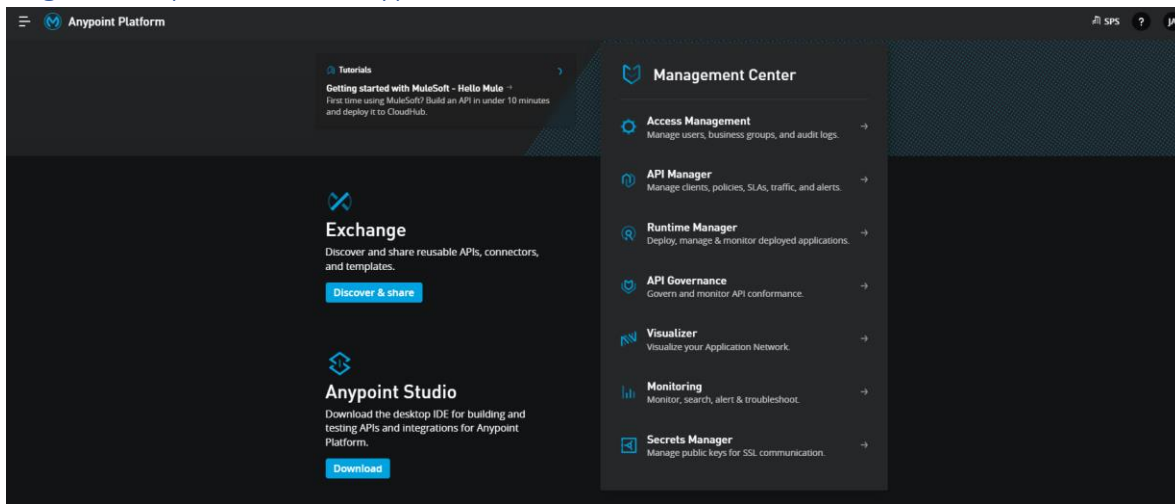 Anypoint Platform
SPS
?
JA
Tutorials
Getting started with MuleSoft - Hello Mule →
First time using MuleSoft? Build an API in under 10 minutes
and deploy it to CloudHub.
Exchange
Discover and share reusable APIs, connectors,
and templates.
Discover & share
Anypoint Studio
Download the desktop IDE for building and
testing APIs and integrations for Anypoint
Platform.
Download
Management Center
Access Management
Manage users, business groups, and audit logs.
API Manager
Manage clients, policies, SLAs, traffic, and alerts.
Runtime Manager
Deploy, manage & monitor deployed applications.
API Governance
Govern and monitor API conformance.
Visualizer
Visualize your Application Network.
Monitoring
Monitor, search, alert & troubleshoot.
Secrets Manager
Manage public keys for SSL communication.